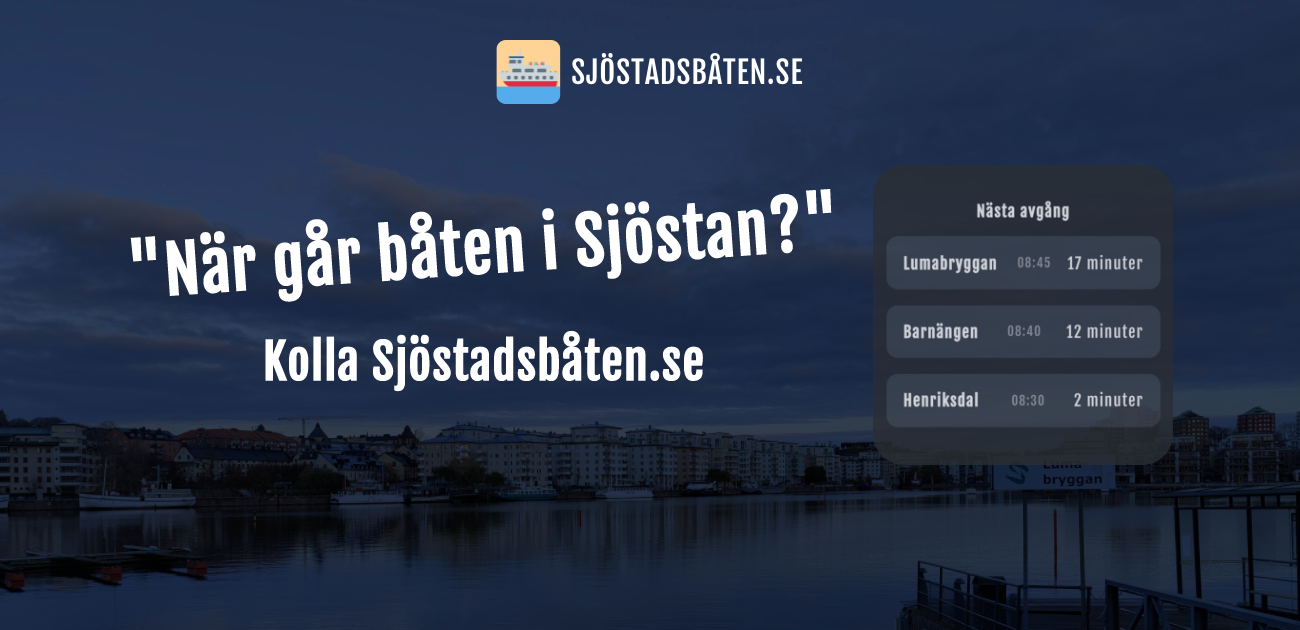 SJÖSTADSBÅTEN.SE
"När går båten i Sjöstan?"
Kolla Sjöstadsbåten.se
Nästa avgång
Lumabryggan 08:45 17 minuter
Barnängen 08:40 12 minuter
Henriksdal 08:30 2 minuter
Luma
bryggan